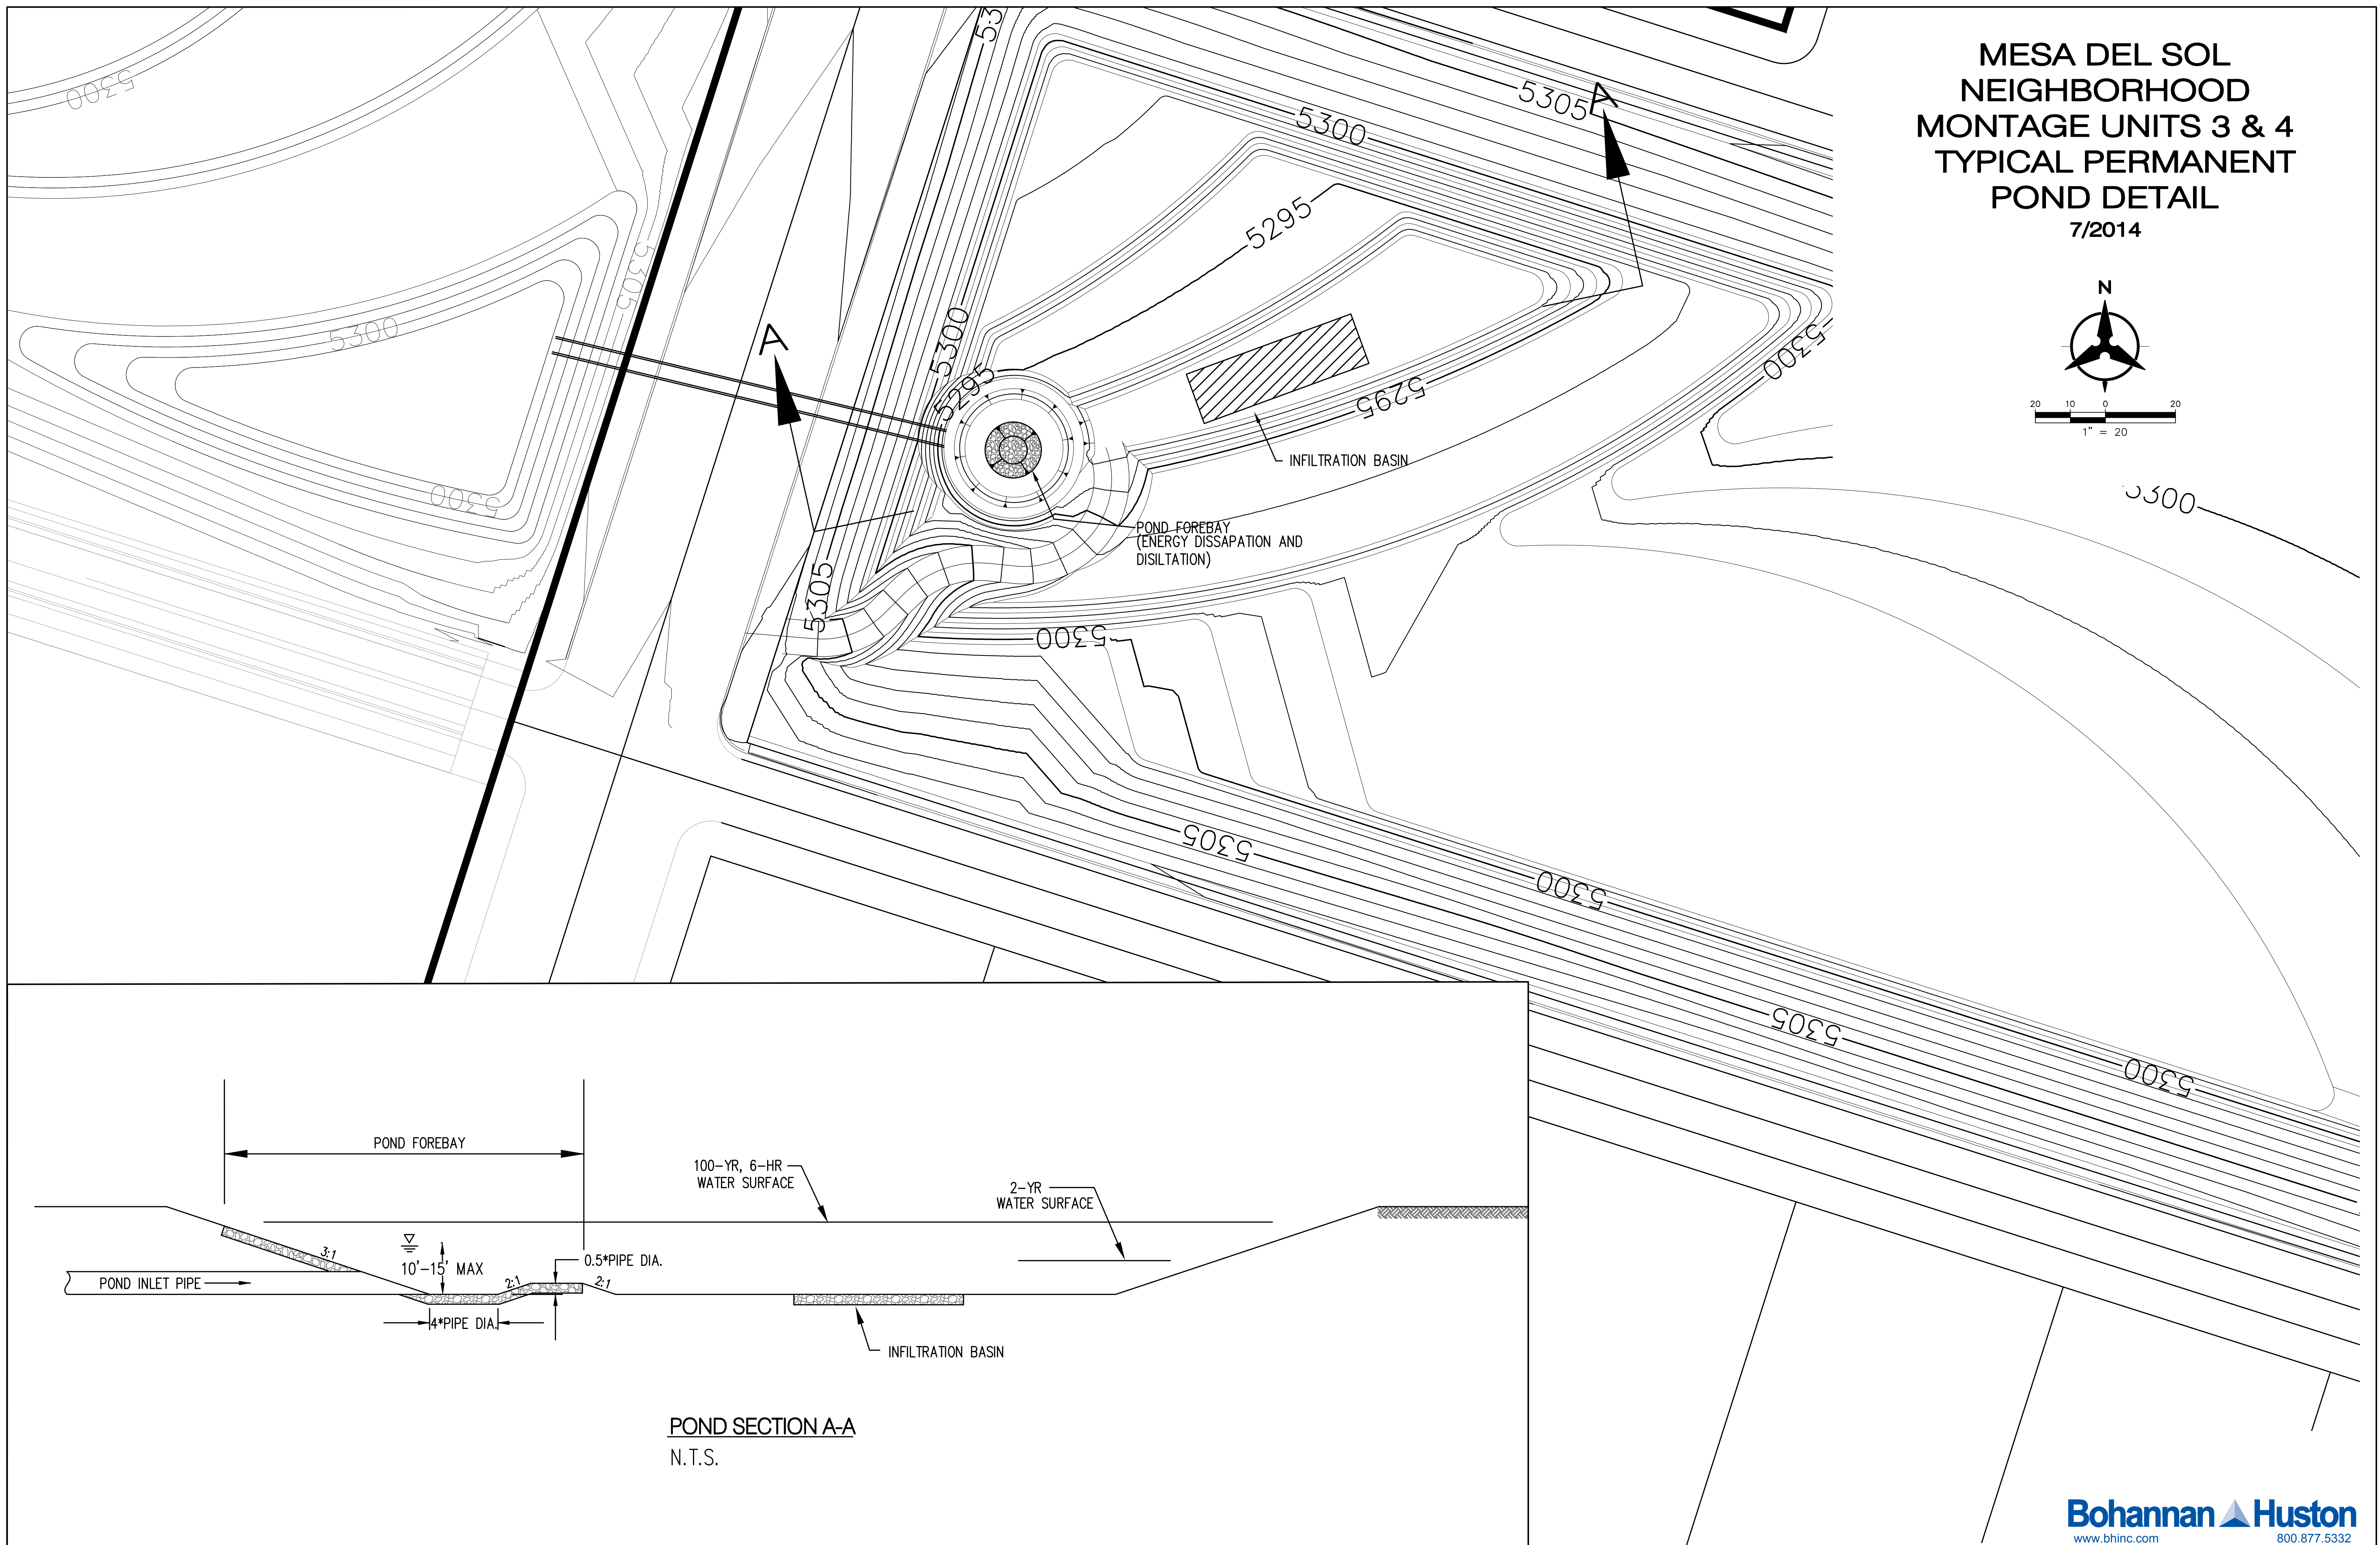 MESA DEL SOL
NEIGHBORHOOD
MONTAGE UNITS 3 & 4
TYPICAL PERMANENT
POND DETAIL
7/2014
N
20 10 0 20
1" = 20
5300
5300
5300
5305
53
5300
5295
5305
5300
5295
5305
A
A
5295
5300
5300
5300
5305
5300
5305
5300
INFILTRATION BASIN
POND FOREBAY
(ENERGY DISSAPATION AND
DISILTATION)
POND FOREBAY
100-YR, 6-HR
WATER SURFACE
2-YR
WATER SURFACE
3:1
10'-15' MAX
2:1
0.5*PIPE DIA.
2:1
POND INLET PIPE
4*PIPE DIA.
INFILTRATION BASIN
POND SECTION A-A
N.T.S.
Bohannan Huston
www.bhinc.com 800.877.5332